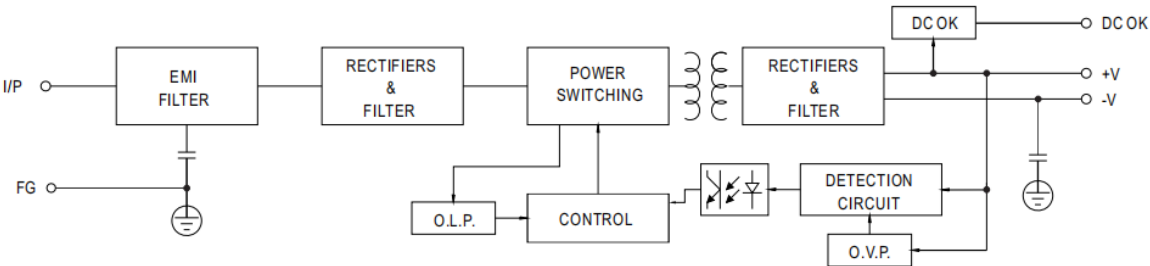 DC OK
DC OK
I/P
EMI
FILTER
RECTIFIERS
&
FILTER
POWER
SWITCHING
RECTIFIERS
&
FILTER
+V
-V
FG
O.L.P.
CONTROL
DETECTION
CIRCUIT
O.V.P.